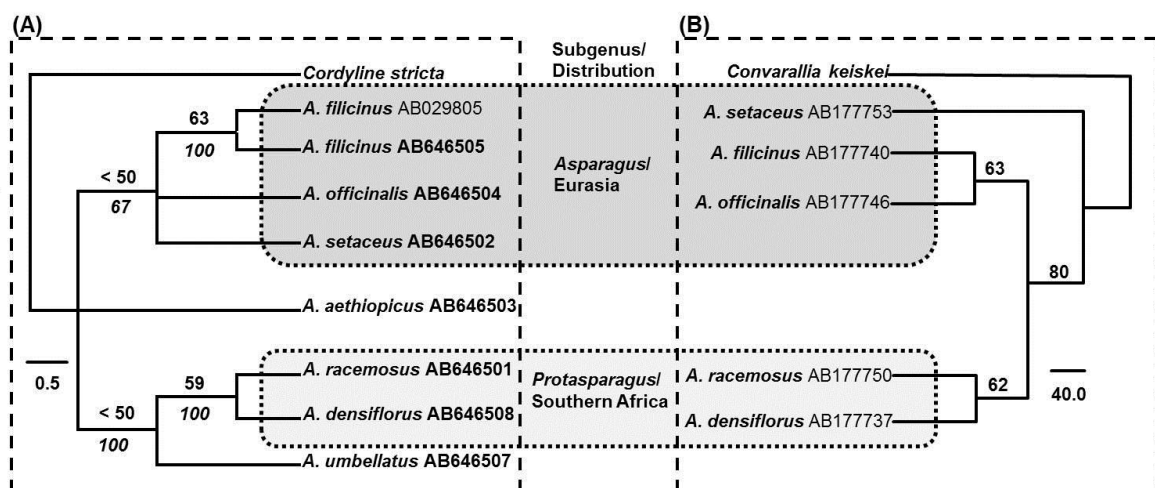 (A)
(B)
Subgenus/
Distribution
Cordyline stricta
Convarallia keiskei
A. filicinus AB029805
A. setaceus AB177753
63
100
A. filicinus AB646505
A. filicinus AB177740
63
Asparagus/
Eurasia
< 50
67
A. officinalis AB646504
A. officinalis AB177746
A. setaceus AB646502
80
A. aethiopicus AB646503
0.5
A. racemosus AB646501
A. racemosus AB177750
59
100
Protasparagus/
Southern Africa
62
40.0
< 50
100
A. densiflorus AB646508
A. densiflorus AB177737
A. umbellatus AB646507